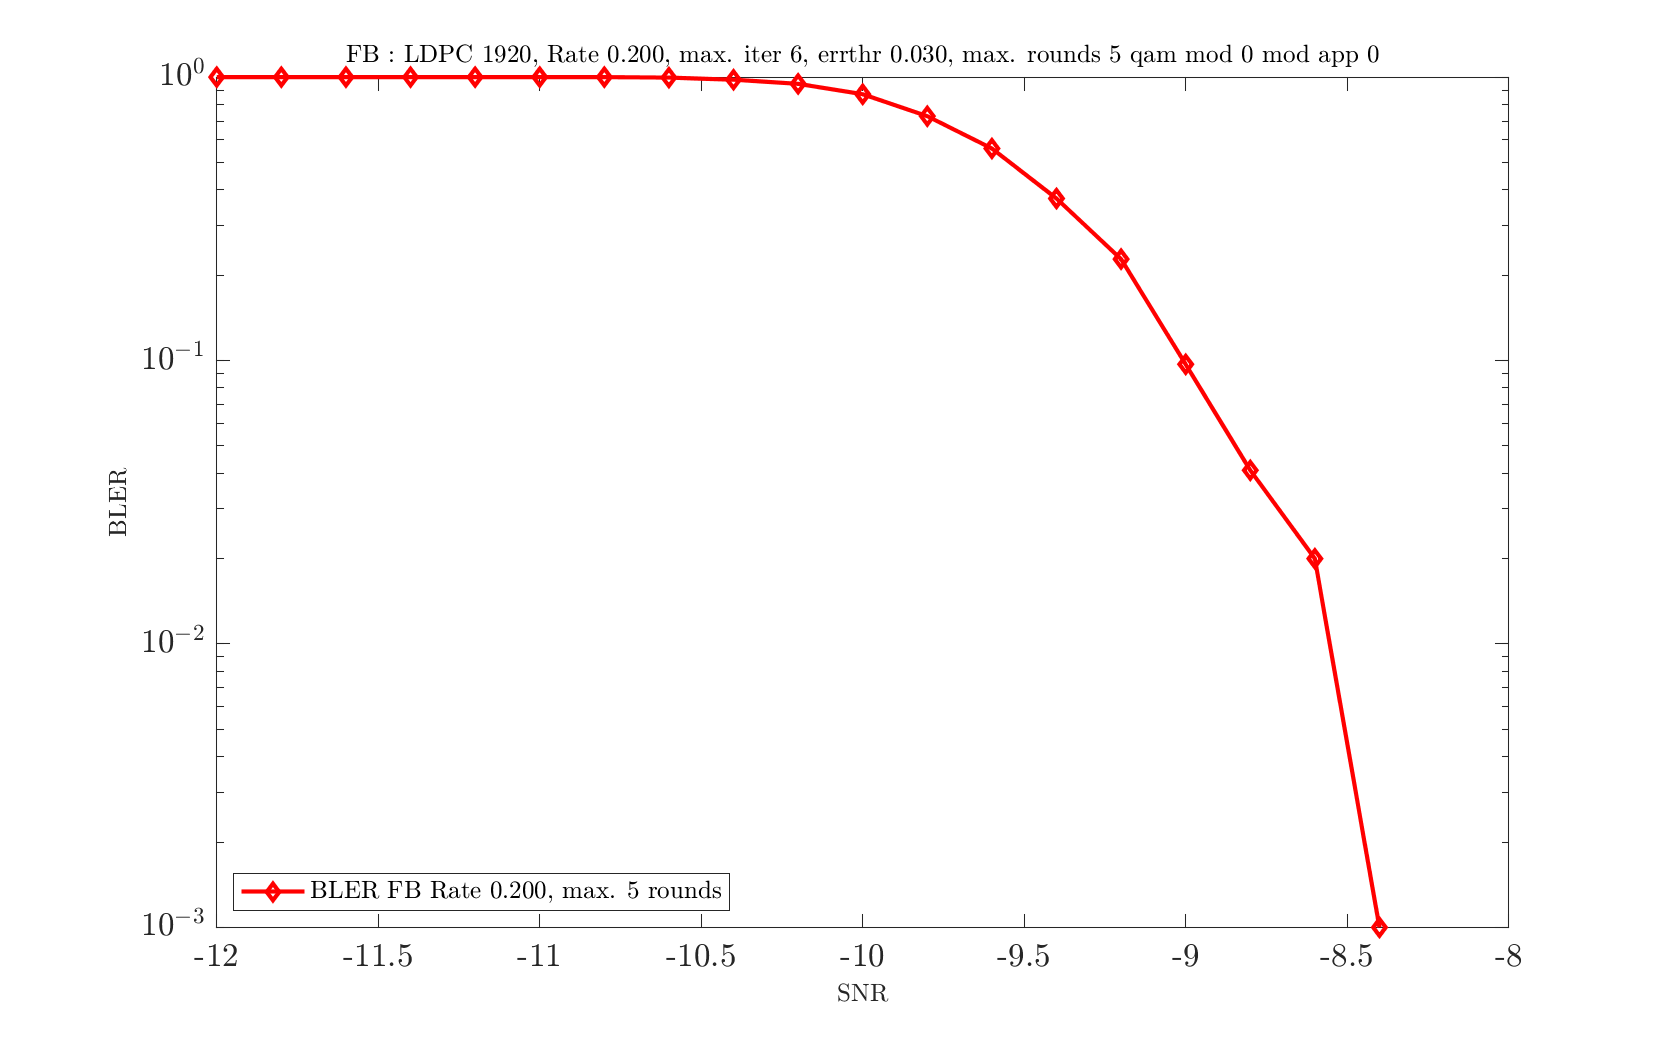 FB : LDPC 1920, Rate 0.200, max. iter 6, errthr 0.030, max. rounds 5 qam mod 0 mod app 0
10^0
10^{-1}
10^{-2}
10^{-3}
BLER
BLER FB Rate 0.200, max. 5 rounds
-12 -11.5 -11 -10.5 -10 -9.5 -9 -8.5 -8
SNR